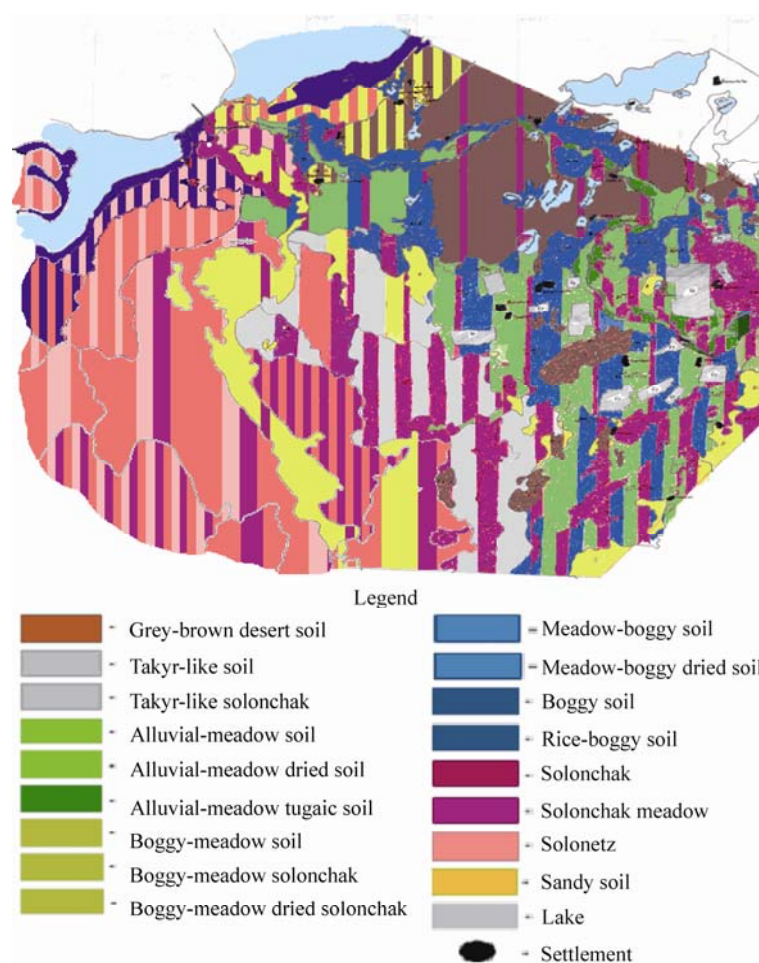 Legend
Grey-brown desert soil
Takyr-like soil
Takyr-like solonchak
Alluvial-meadow soil
Alluvial-meadow dried soil
Alluvial-meadow tugaic soil
Boggy-meadow soil
Boggy-meadow solonchak
Boggy-meadow dried solonchak
Meadow-boggy soil
Meadow-boggy dried soil
Boggy soil
Rice-boggy soil
Solonchak
Solonchak meadow
Solonetz
Sandy soil
Lake
Settlement